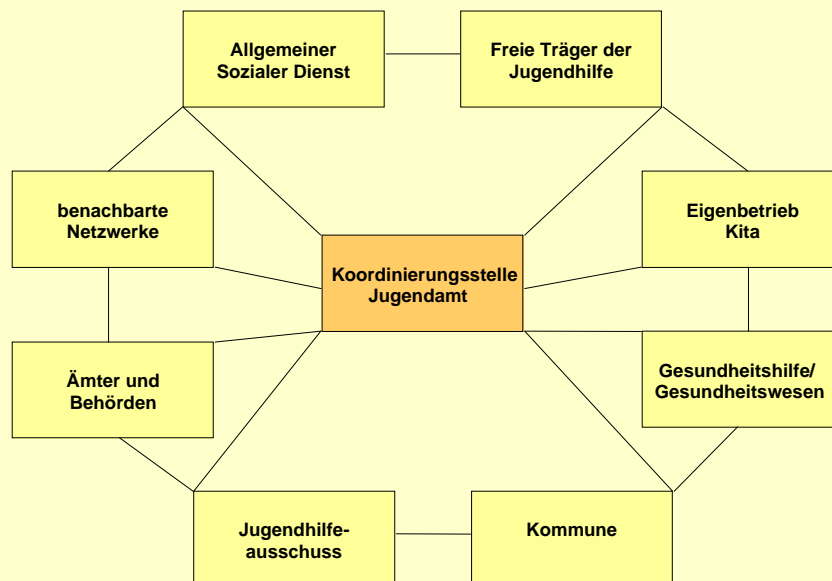 Allgemeiner
Sozialer Dienst
Freie Träger der
Jugendhilfe
benachbarte
Netzwerke
Eigenbetrieb
Kita
Koordinierungsstelle
Jugendamt
Ämter und
Behörden
Gesundheitshilfe/
Gesundheitswesen
Jugendhilfe-
ausschuss
Kommune